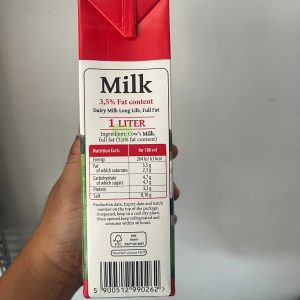 Milk
3,5% Fat content
Dairy Milk Long Life, Full Fat
1 LITER
Ingredient: Cow's Milk,
full fat (3,5% fat content)
Nutrition Facts for 100 ml
Energy
Fat 3,5 g
of which saturates 2,3 g
Carbohydrate 4,7 g
of which sugars 4,7 g
Protein 3,2 g
Salt 0,10 g
Production date, expiry date and batch
number on the top of the package.
Unopened, keep in a cool dry place.
Once opened keep refrigerated and
consume within 48 hours.
FSC
MIX
Board
5 900512 990262 >